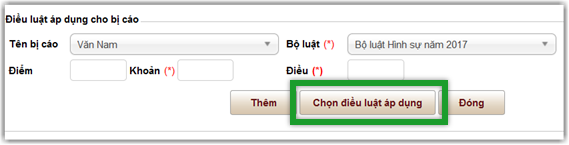 Điều luật áp dụng cho bị cáo
Tên bị cáo Văn Nam Bộ luật (*) Bộ luật Hình sự năm 2017
Điểm Khoản (*) Điều (*)
Thêm Chọn điều luật áp dụng Đóng